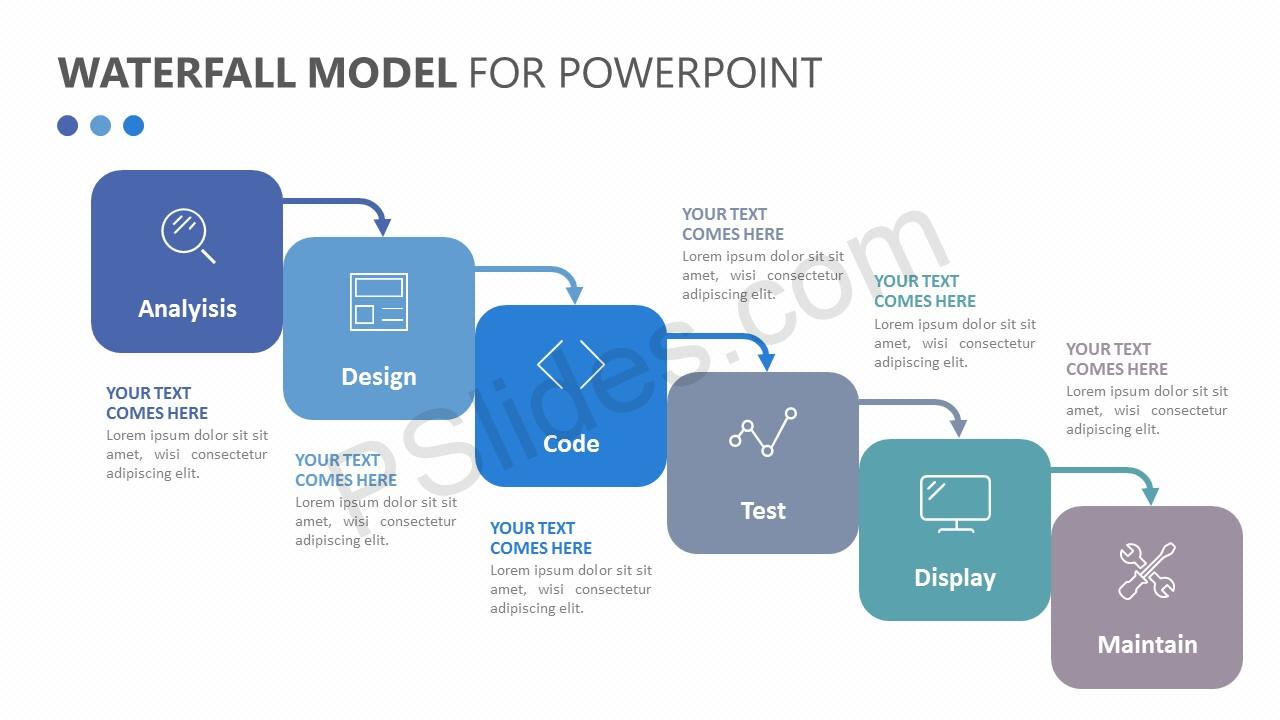 WATERFALL MODEL FOR POWERPOINT
Analyisis
YOUR TEXT
COMES HERE
Lorem ipsum dolor sit sit
amet, wisi consectetur
adipiscing elit.
Design
YOUR TEXT
COMES HERE
Lorem ipsum dolor sit sit
amet, wisi consectetur
adipiscing elit.
Code
YOUR TEXT
COMES HERE
Lorem ipsum dolor sit sit
amet, wisi consectetur
adipiscing elit.
YOUR TEXT
COMES HERE
Lorem ipsum dolor sit sit
amet, wisi consectetur
adipiscing elit.
Test
YOUR TEXT
COMES HERE
Lorem ipsum dolor sit sit
amet, wisi consectetur
adipiscing elit.
Display
YOUR TEXT
COMES HERE
Lorem ipsum dolor sit sit
amet, wisi consectetur
adipiscing elit.
Maintain
PSlides.com